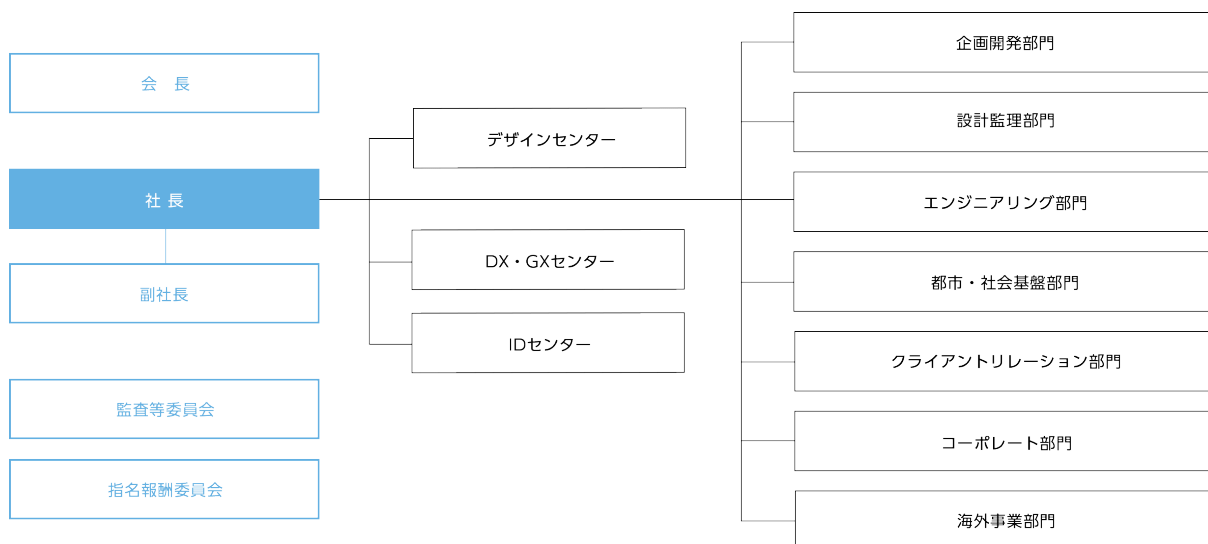 会　長
社 長
副社長
監査等委員会
指名報酬委員会
デザインセンター
DX・GXセンター
IDセンター
企画開発部門
設計監理部門
エンジニアリング部門
都市・社会基盤部門
クライアントリレーション部門
コーポレート部門
海外事業部門